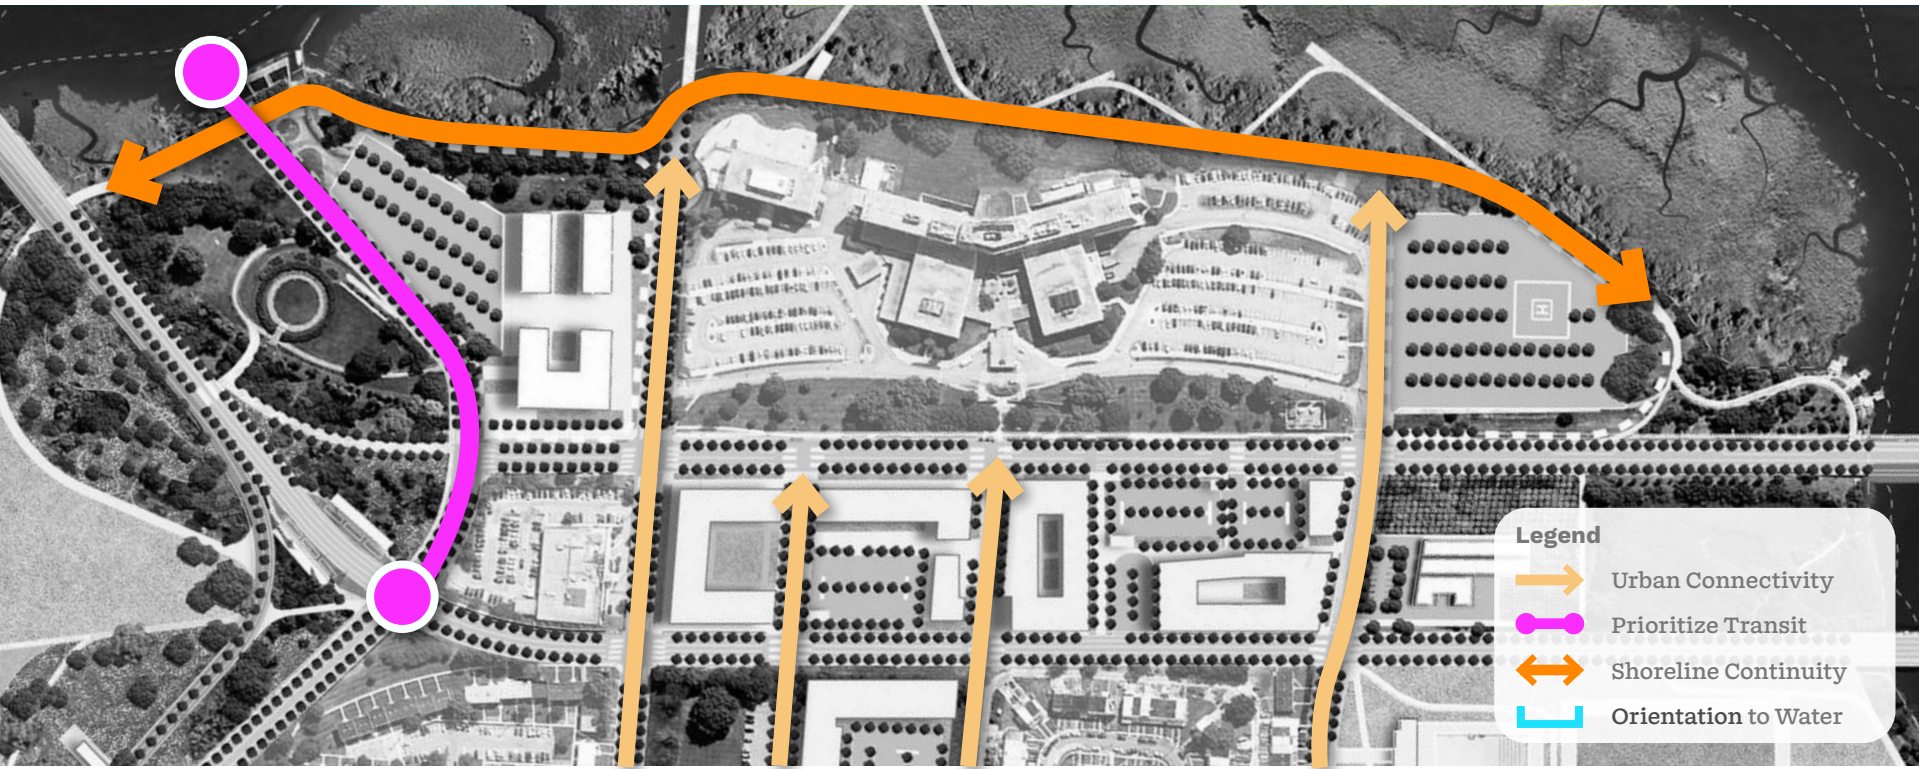 H
Legend
Urban Connectivity
Prioritize Transit
Shoreline Continuity
Orientation to Water